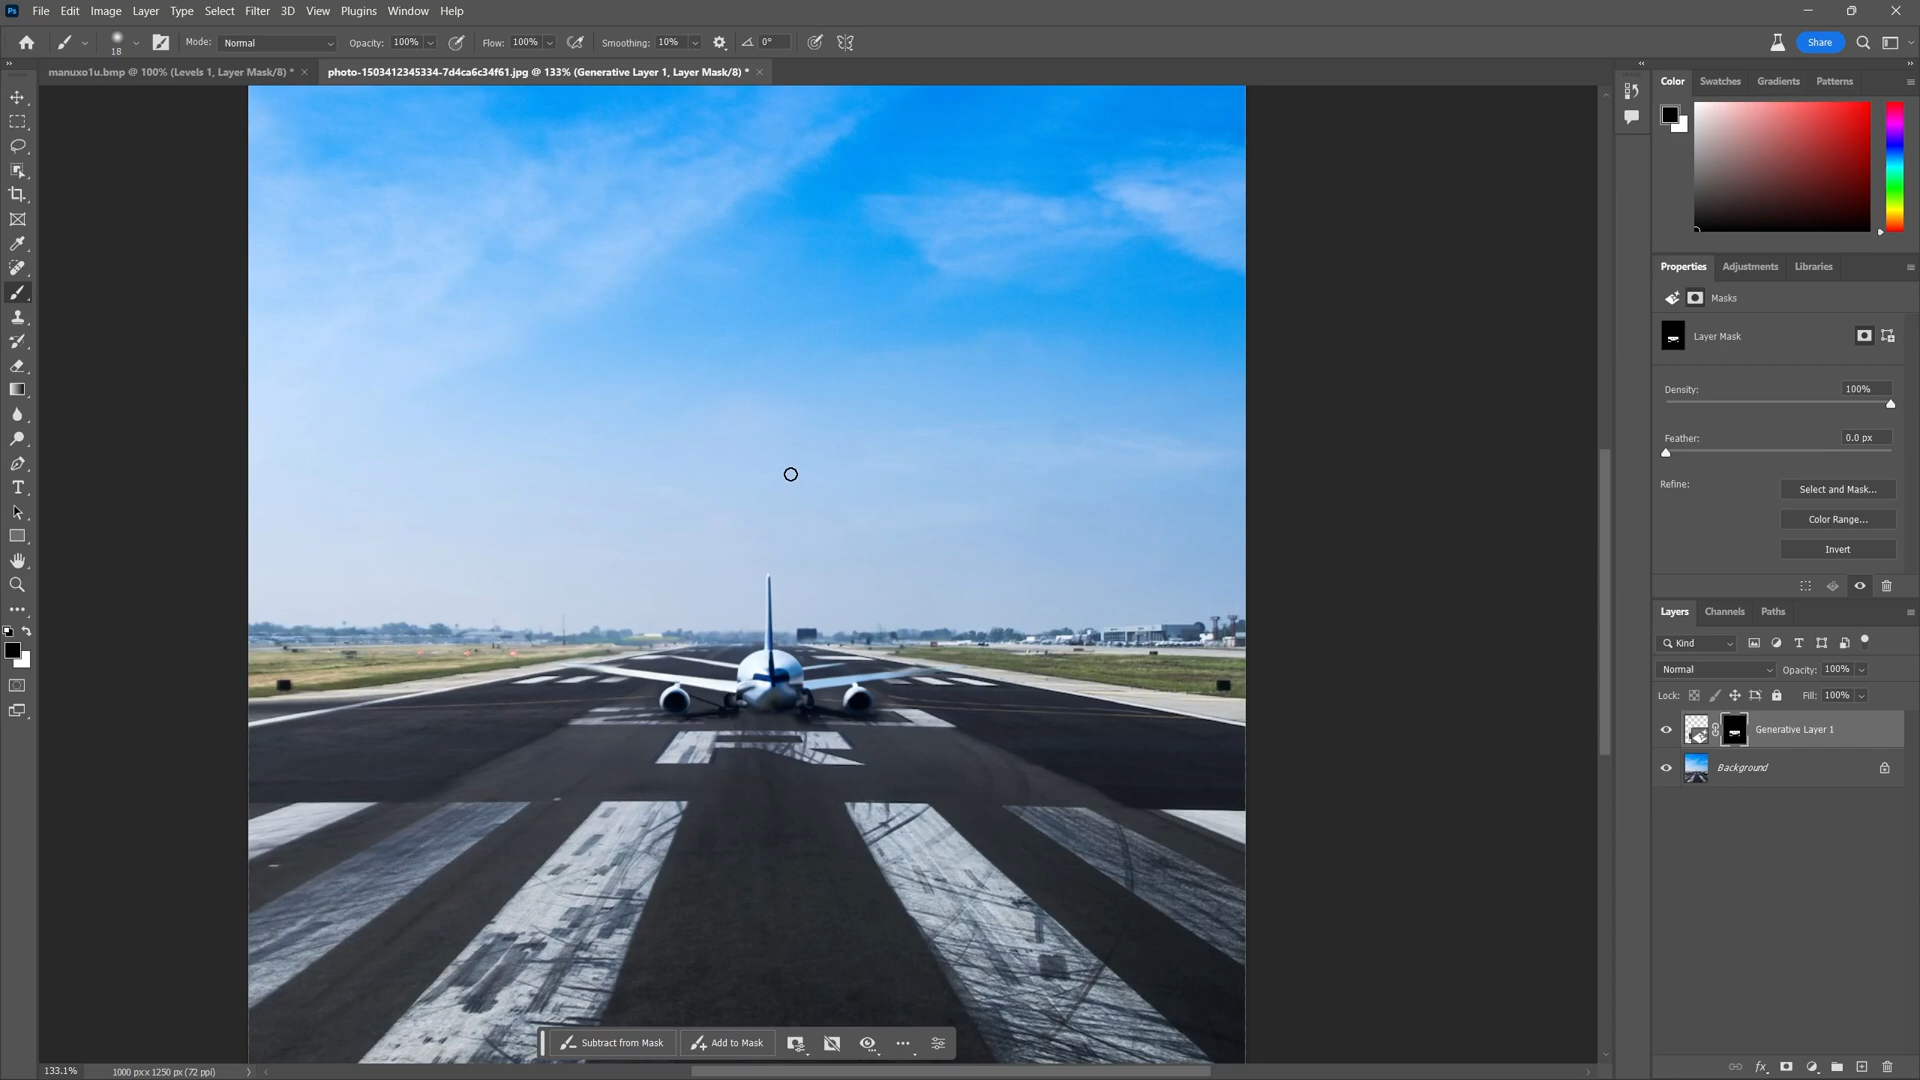 Ps File Edit Image Layer Type Select Filter 3D View Plugins Window Help
18 Mode: Normal Opacity: 100% Flow: 100% Smoothing: 10% 0° Share
manuxo1u.bmp @ 100% (Levels 1, Layer Mask/8) * photo-1503412345334-7d4ca6c34f61.jpg @ 133% (Generative Layer 1, Layer Mask/8) *
Color Swatches Gradients Patterns
Properties Adjustments Libraries
Masks
Layer Mask
Density: 100%
Feather: 0.0 px
Refine: Select and Mask...
Color Range...
Invert
Layers Channels Paths
Kind
Normal Opacity: 100%
Lock: Fill: 100%
Generative Layer 1
Background
R
Subtract from Mask Add to Mask
133.1% 1000 px x 1250 px (72 ppi)